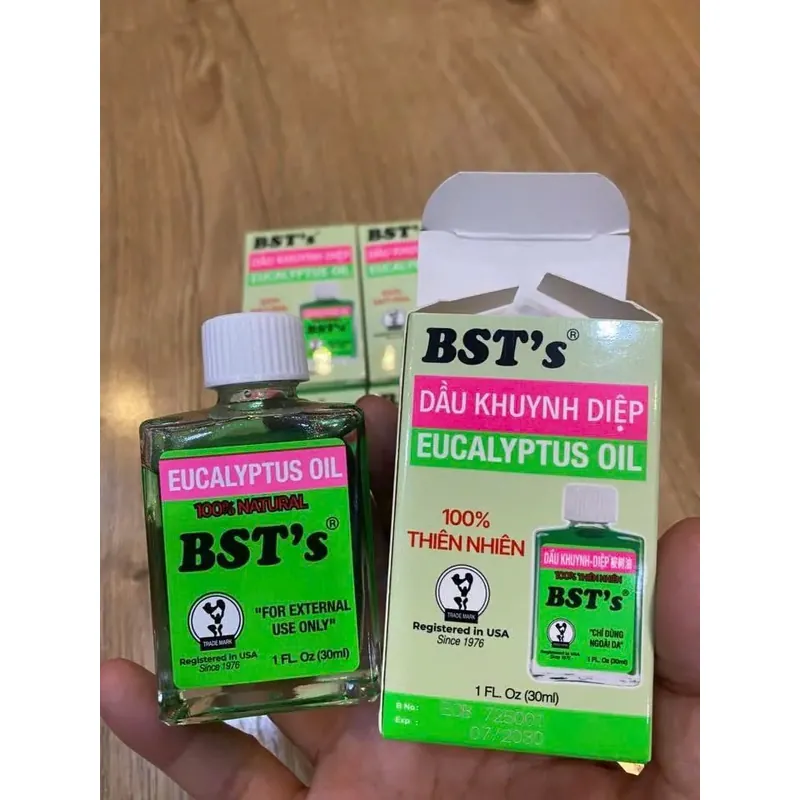 BST's
DẦU KHUYNH DIỆP
EUCALYPTUS OIL
BST's
BST's
EUCALYPTUS OIL
100% NATURAL
BST's®
TRADE MARK
"FOR EXTERNAL
USE ONLY"
Registered in USA
Since 1976
1 FL. Oz (30ml)
BST's®
DẦU KHUYNH DIỆP
EUCALYPTUS OIL
100%
THIÊN NHIÊN
TRADE MARK
Registered in USA
Since 1976
DẦU KHUYNH-DIỆP
100% THIÊN NHIÊN
BST's®
"CHỈ DÙNG
NGOÀI DA"
1 FL. Oz (30ml)
1 FL. Oz (30ml)
B No:
Exp : 07/2030